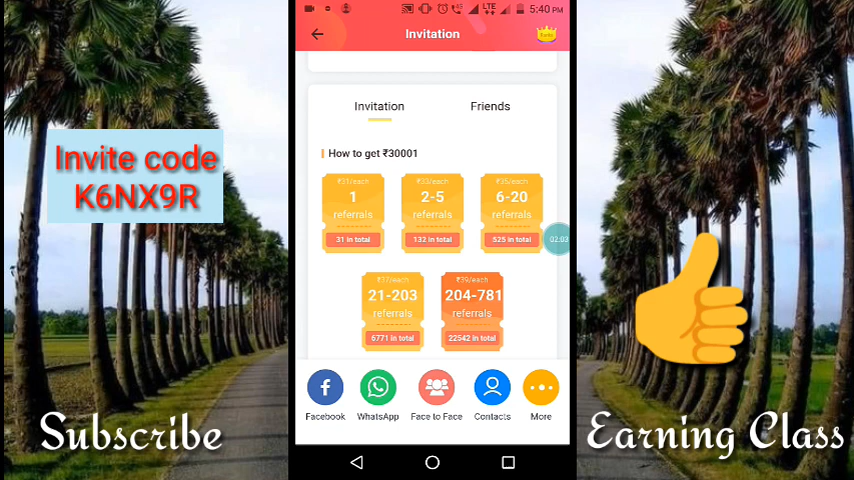 5:40 PM
LTE
Invitation
Invite code
K6NX9R
Invitation
Friends
How to get ₹30001
₹31/each
1
referrals
31 in total
₹33/each
2-5
referrals
132 in total
₹35/each
6-20
referrals
525 in total
02:03
₹37/each
21-203
referrals
6771 in total
₹39/each
204-781
referrals
22542 in total
Facebook
WhatsApp
Face to Face
Contacts
More
Subscribe
Earning Class